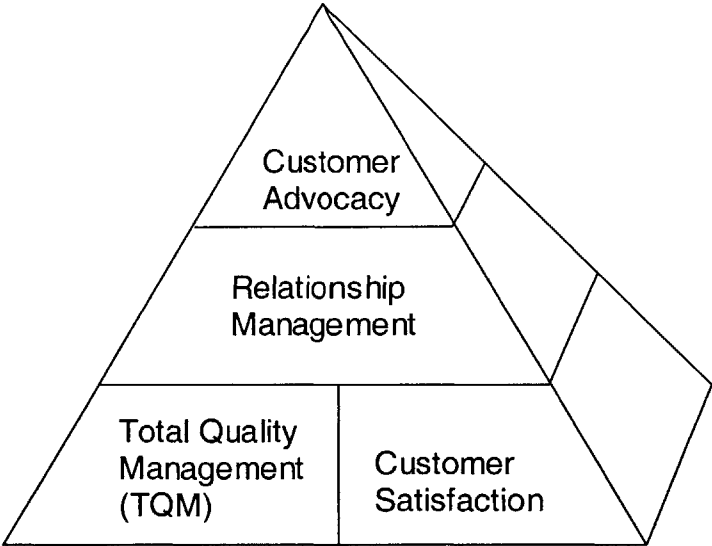 Customer
Advocacy
Relationship
Management
Total Quality
Management
(TQM)
Customer
Satisfaction